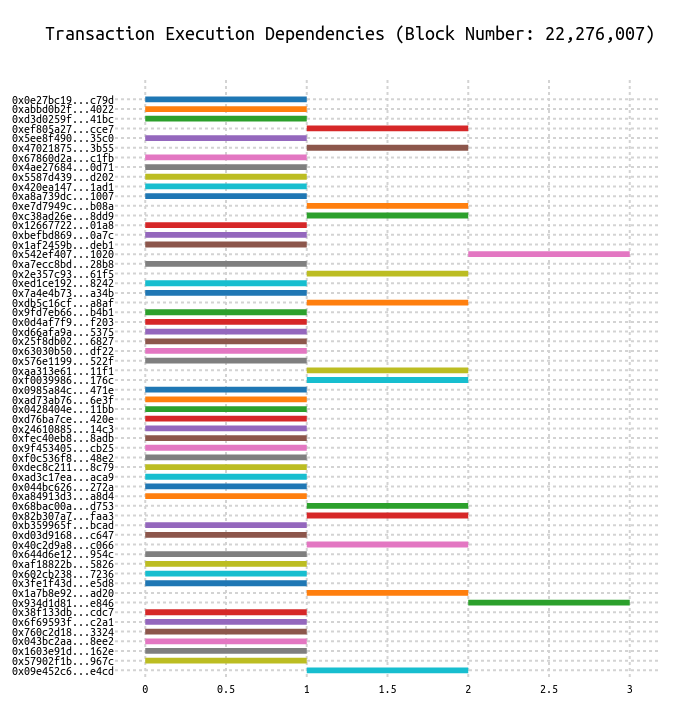 Transaction Execution Dependencies (Block Number: 22,276,007)
0x0e27bc19...c79d
0xabbd0b2f...4022
0xd3d0259f...41bc
0xef805a27...cce7
0x5ee8f490...35c0
0x47021875...3b55
0x67860d2a...c1fb
0x4ae27684...0d71
0x5587d439...d202
0x420ea147...1ad1
0xa8a739dc...1007
0xe7d7949c...b08a
0xc38ad26e...8dd9
0x12667722...01a8
0xbefbd869...0a7c
0x1af2459b...deb1
0x542ef407...1020
0xa7ecc8bd...28b8
0x2e357c93...61f5
0xed1ce192...8242
0x7a4e4b73...a34b
0xdb5c16cf...a8af
0x9fd7eb66...b4b1
0x0d4af7f9...f203
0xd66afa9a...5375
0x25f8db02...6827
0x63030b50...df22
0x576e1199...522f
0xaa313e61...11f1
0xf0039986...176c
0x0985a84c...471e
0xad73ab76...6e3f
0x0428404e...11bb
0xd76ba7ce...420e
0x24610885...14c3
0xfec40eb8...8adb
0x9f453405...cb25
0xf0c536f8...48e2
0xdec8c211...8c79
0xad3c17ea...aca9
0x044bc626...272a
0xa84913d3...a8d4
0x68bac00a...d753
0x82b307a7...faa3
0xb359965f...bcad
0xd03d9168...c647
0x40c2d9a8...c066
0x644d6e12...954c
0xaf18822b...5826
0x602cb238...7236
0x3fe1f43d...e5d8
0x1a7b8e92...ad20
0x934d1d81...e846
0x38f133db...cdc7
0x6f69593f...c2a1
0x760c2d18...3324
0x043bc2aa...8ee2
0x1603e91d...162e
0x57902f1b...967c
0x09e452c6...e4cd
0 0.5 1 1.5 2 2.5 3